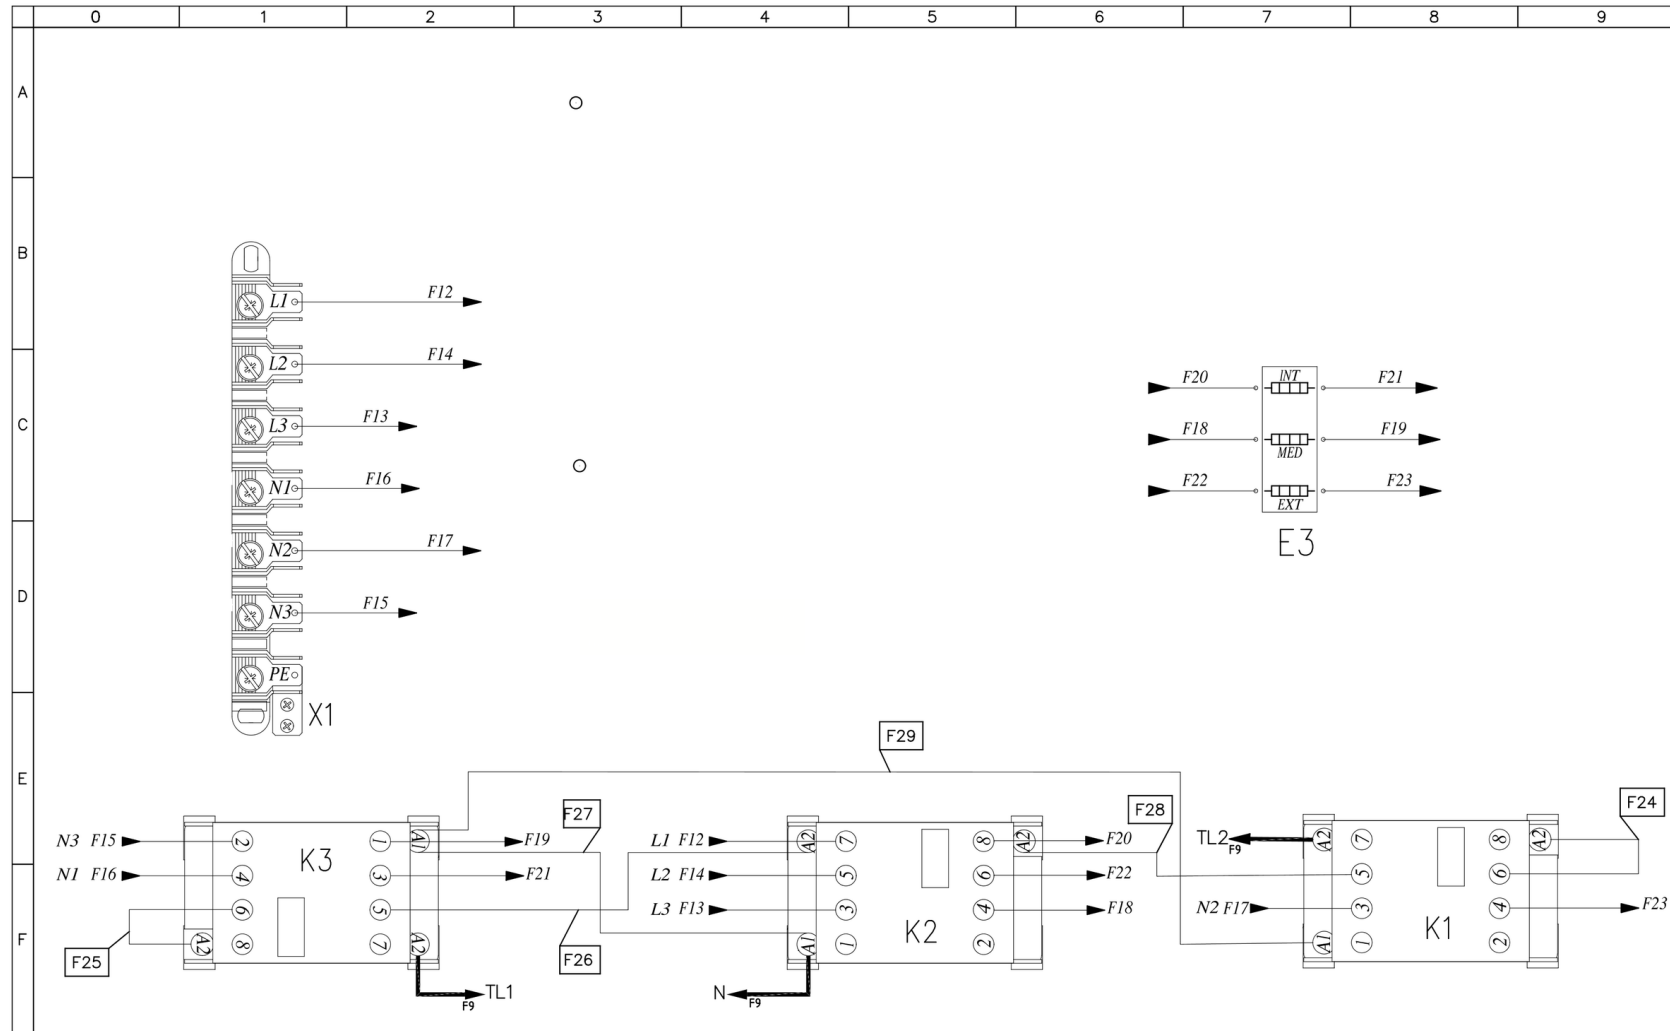 0 1 2 3 4 5 6 7 8 9
A
B
L1 F12
L2 F14
INT
F20 F21
C
L3 F13
F18 F19
MED
N1 F16
F22 F23
EXT
N2 F17
E3
D
N3 F15
PE
X1
F29
E
F27 F28 F24
N3 F15 2 1 A1 F19 L1 F12 A2 7 8 A2 F20 TL2 F9 A2 7 8 A2
K3
N1 F16 4 3 F21 L2 F14 5 6 F22 5 6
6 5 L3 F13 3 4 F18 N2 F17 3 4 F23
K2 K1
F
A2 8 7 A2 A1 1 2 A1 1 2
F25 F26
TL1 F9 N F9